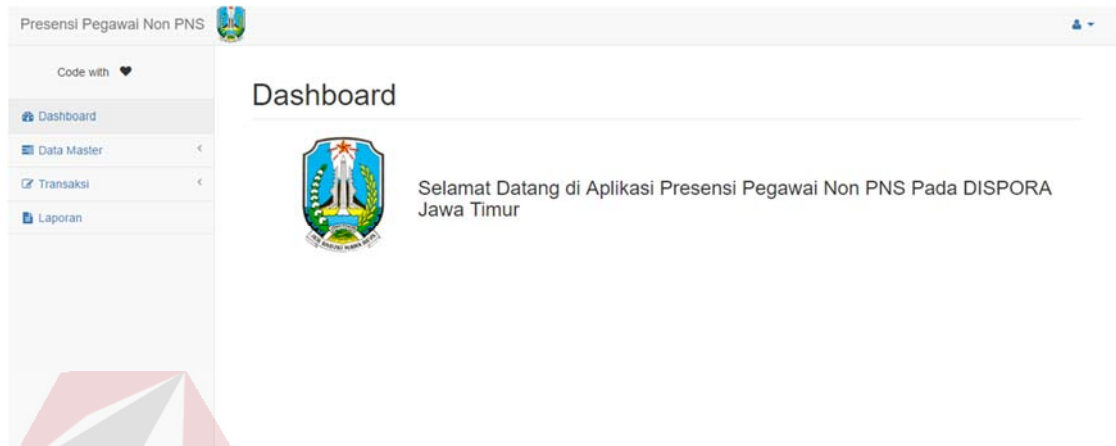 Presensi Pegawai Non PNS
Code with
Dashboard
Data Master
Transaksi
Laporan
Dashboard
Selamat Datang di Aplikasi Presensi Pegawai Non PNS Pada DISPORA
Jawa Timur